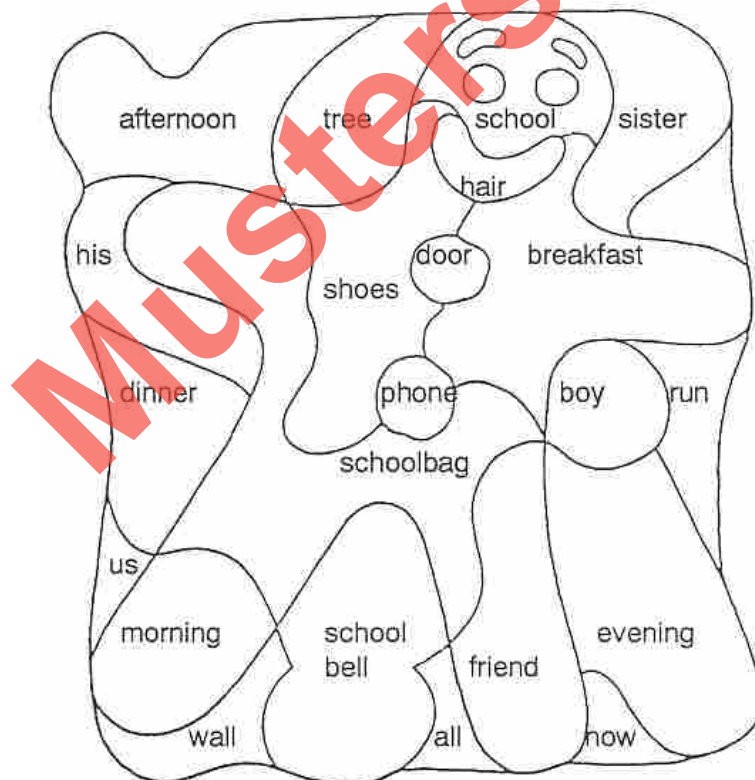 afternoon
tree
school
sister
hair
his
door
breakfast
shoes
dinner
phone
boy
run
schoolbag
us
morning
school
bell
friend
evening
wall
all
now
Musters